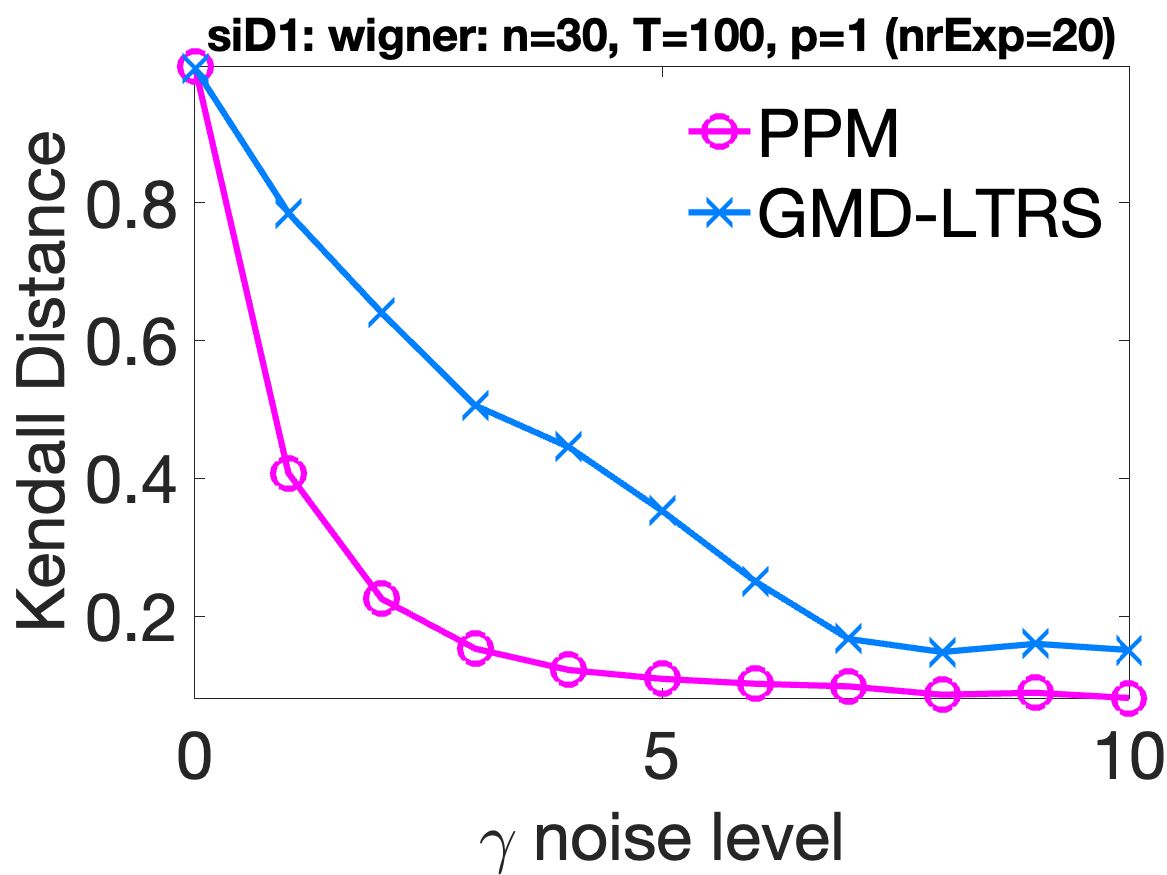 siD1: wigner: n=30, T=100, p=1 (nrExp=20)
PPM
GMD-LTRS
Kendall Distance
0.8
0.6
0.4
0.2
0 5 10
γ noise level